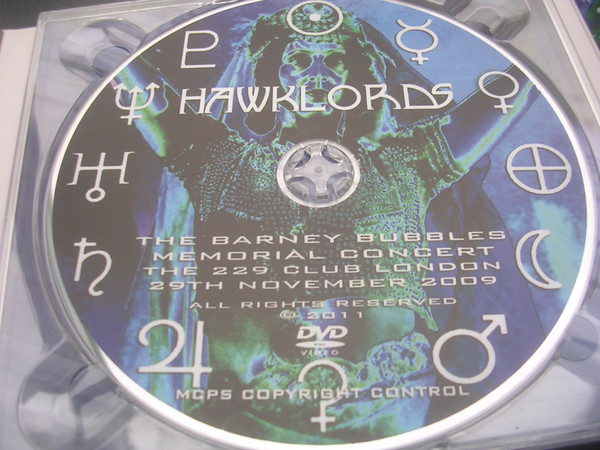 HAWKLORDS
THE BARNEY BUBBLES
MEMORIAL CONCERT
THE 229 CLUB LONDON
29TH NOVEMBER 2009
ALL RIGHTS RESERVED
© 2011
DVD
VIDEO
MCPS COPYRIGHT CONTROL